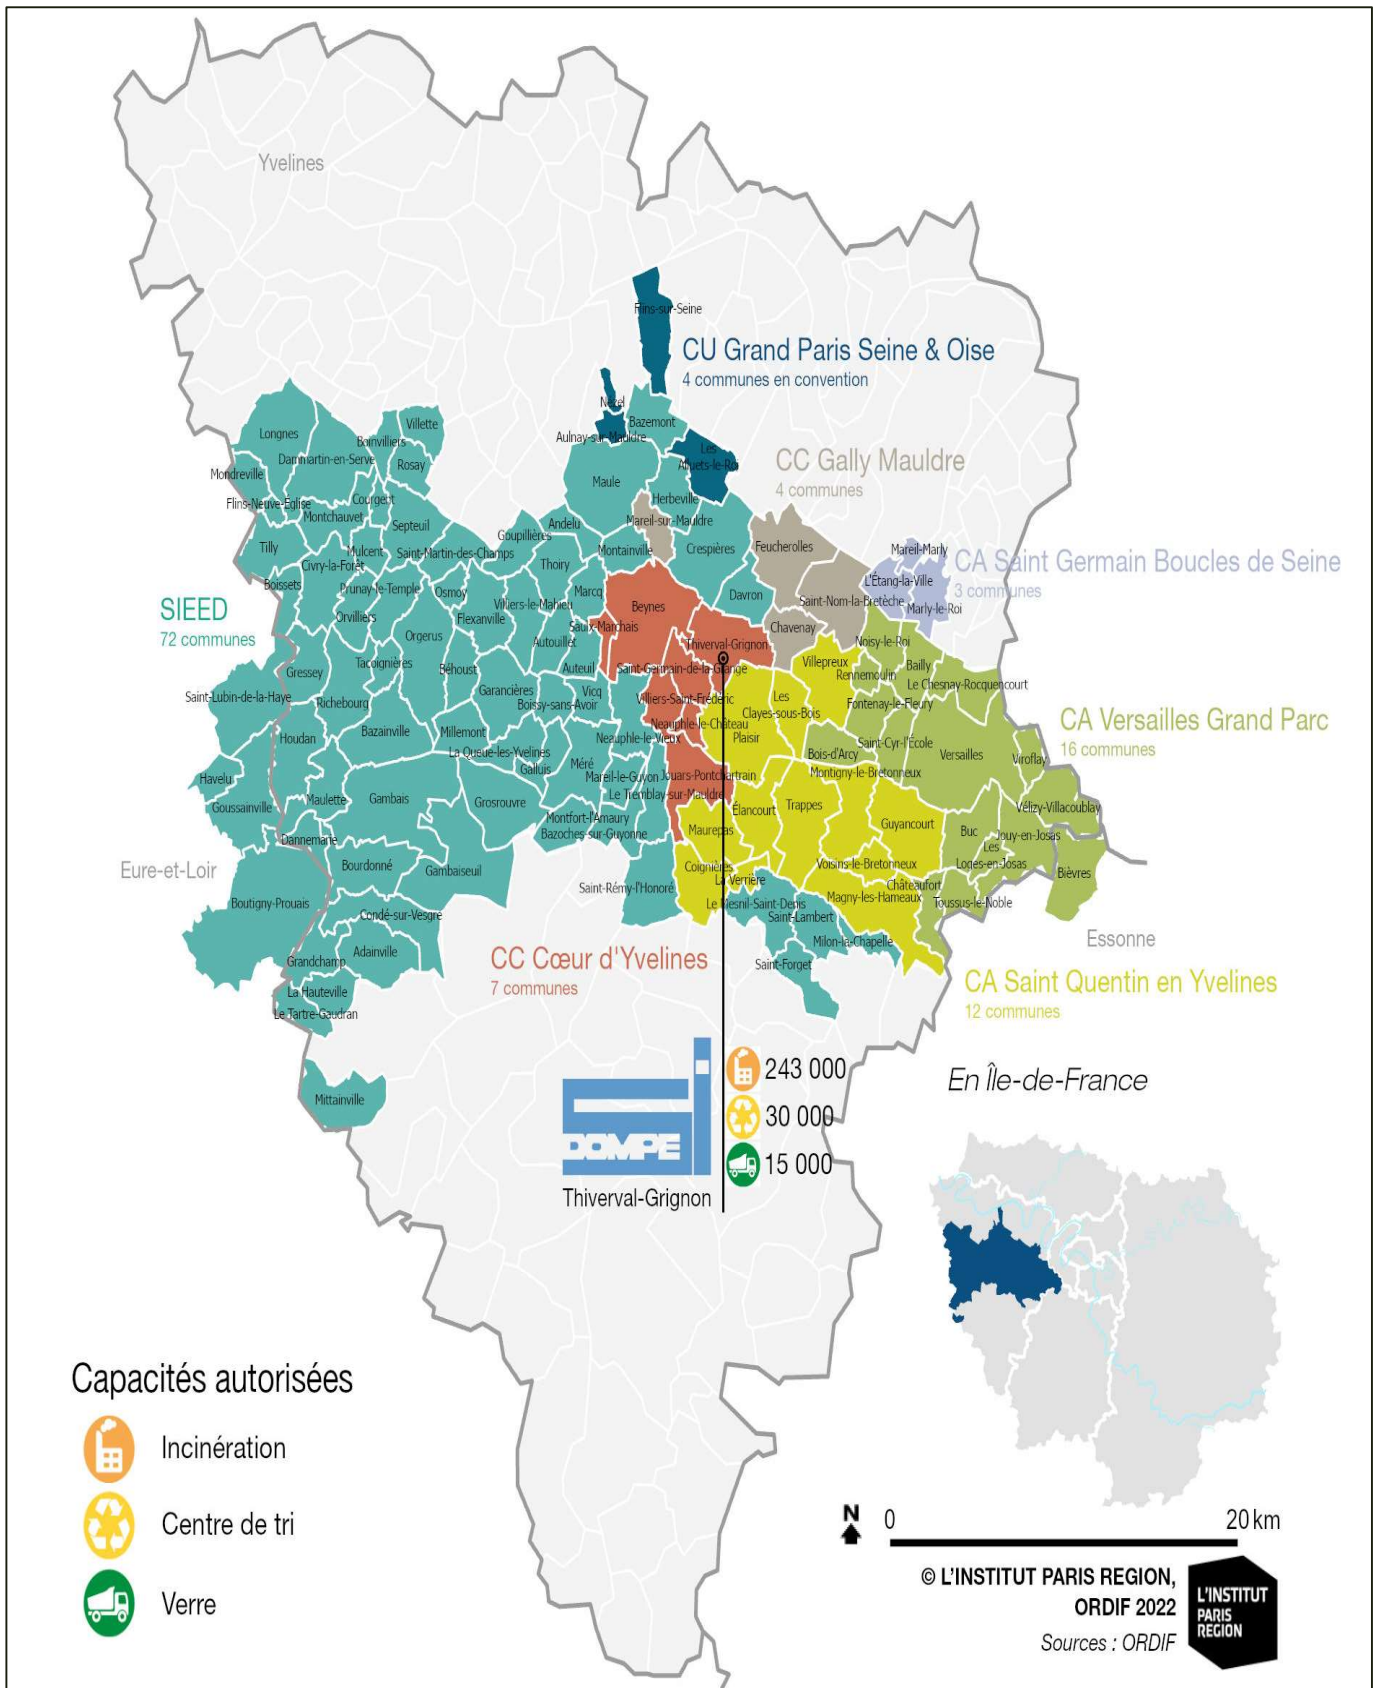 Yvelines
Flins-sur-Seine
CU Grand Paris Seine & Oise
4 communes en convention
Nézel
Bazemont
Aulnay-sur-Mauldre
Les
Alluets-le-Roi
Villette
Longnes
Boinvilliers
Dammartin-en-Serve
Rosay
Mondreville
CC Gally Mauldre
4 communes
Maule
Flins-Neuve-Église
Courgent
Herbeville
Montchauvet
Septeuil
Andelu
Mareil-sur-Mauldre
Goupillières
Tilly
Mulcent
Saint-Martin-des-Champs
Montainville
Crespières
Feucherolles
Mareil-Marly
CA Saint Germain Boucles de Seine
3 communes
Civry-la-Forêt
Thoiry
Boissets
Prunay-le-Temple
Osmoy
Marcq
Davron
L'Étang-la-Ville
SIEED
72 communes
Villiers-le-Mahieu
Beynes
Saint-Nom-la-Bretèche
Marly-le-Roi
Orvilliers
Flexanville
Saulx-Marchais
Chavenay
Orgerus
Autouillet
Thiverval-Grignon
Noisy-le-Roi
Gressey
Tacoignières
Béhoust
Auteuil
Saint-Germain-de-la-Grange
Villepreux
Bailly
Rennemoulin
Le Chesnay-Rocquencourt
Saint-Lubin-de-la-Haye
Richebourg
Garancières
Vicq
Boissy-sans-Avoir
Villiers-Saint-Frédéric
Les
Clayes-sous-Bois
Fontenay-le-Fleury
CA Versailles Grand Parc
16 communes
Houdan
Bazainville
Millemont
Neauphle-le-Château
Neauphle-le-Vieux
Plaisir
Saint-Cyr-l'École
Bois-d'Arcy
Versailles
Viroflay
La Queue-les-Yvelines
Galluis
Méré
Mareil-le-Guyon
Jouars-Pontchartrain
Montigny-le-Bretonneux
Havelu
Goussainville
Maulette
Gambais
Grosrouvre
Le Tremblay-sur-Mauldre
Élancourt
Trappes
Vélizy-Villacoublay
Montfort-l'Amaury
Bazoches-sur-Guyonne
Maurepas
Guyancourt
Buc
Jouy-en-Josas
Dannemarie
Les
Loges-en-Josas
Eure-et-Loir
Bourdonné
Gambaiseuil
Coignières
La Verrière
Voisins-le-Bretonneux
Bièvres
Saint-Rémy-l'Honoré
Châteaufort
Magny-les-Hameaux
Toussus-le-Noble
Boutigny-Prouais
Condé-sur-Vesgre
Le Mesnil-Saint-Denis
Saint-Lambert
Essonne
Adainville
Milon-la-Chapelle
Grandchamp
CC Cœur d'Yvelines
7 communes
Saint-Forget
CA Saint Quentin en Yvelines
12 communes
La Hauteville
Le Tartre-Gaudran
Mittainville
SIDOMPE
Thiverval-Grignon
243 000
30 000
15 000
En Île-de-France
Capacités autorisées
Incinération
Centre de tri
Verre
N
0
20 km
© L'INSTITUT PARIS REGION,
ORDIF 2022
Sources : ORDIF
L'INSTITUT
PARIS
REGION